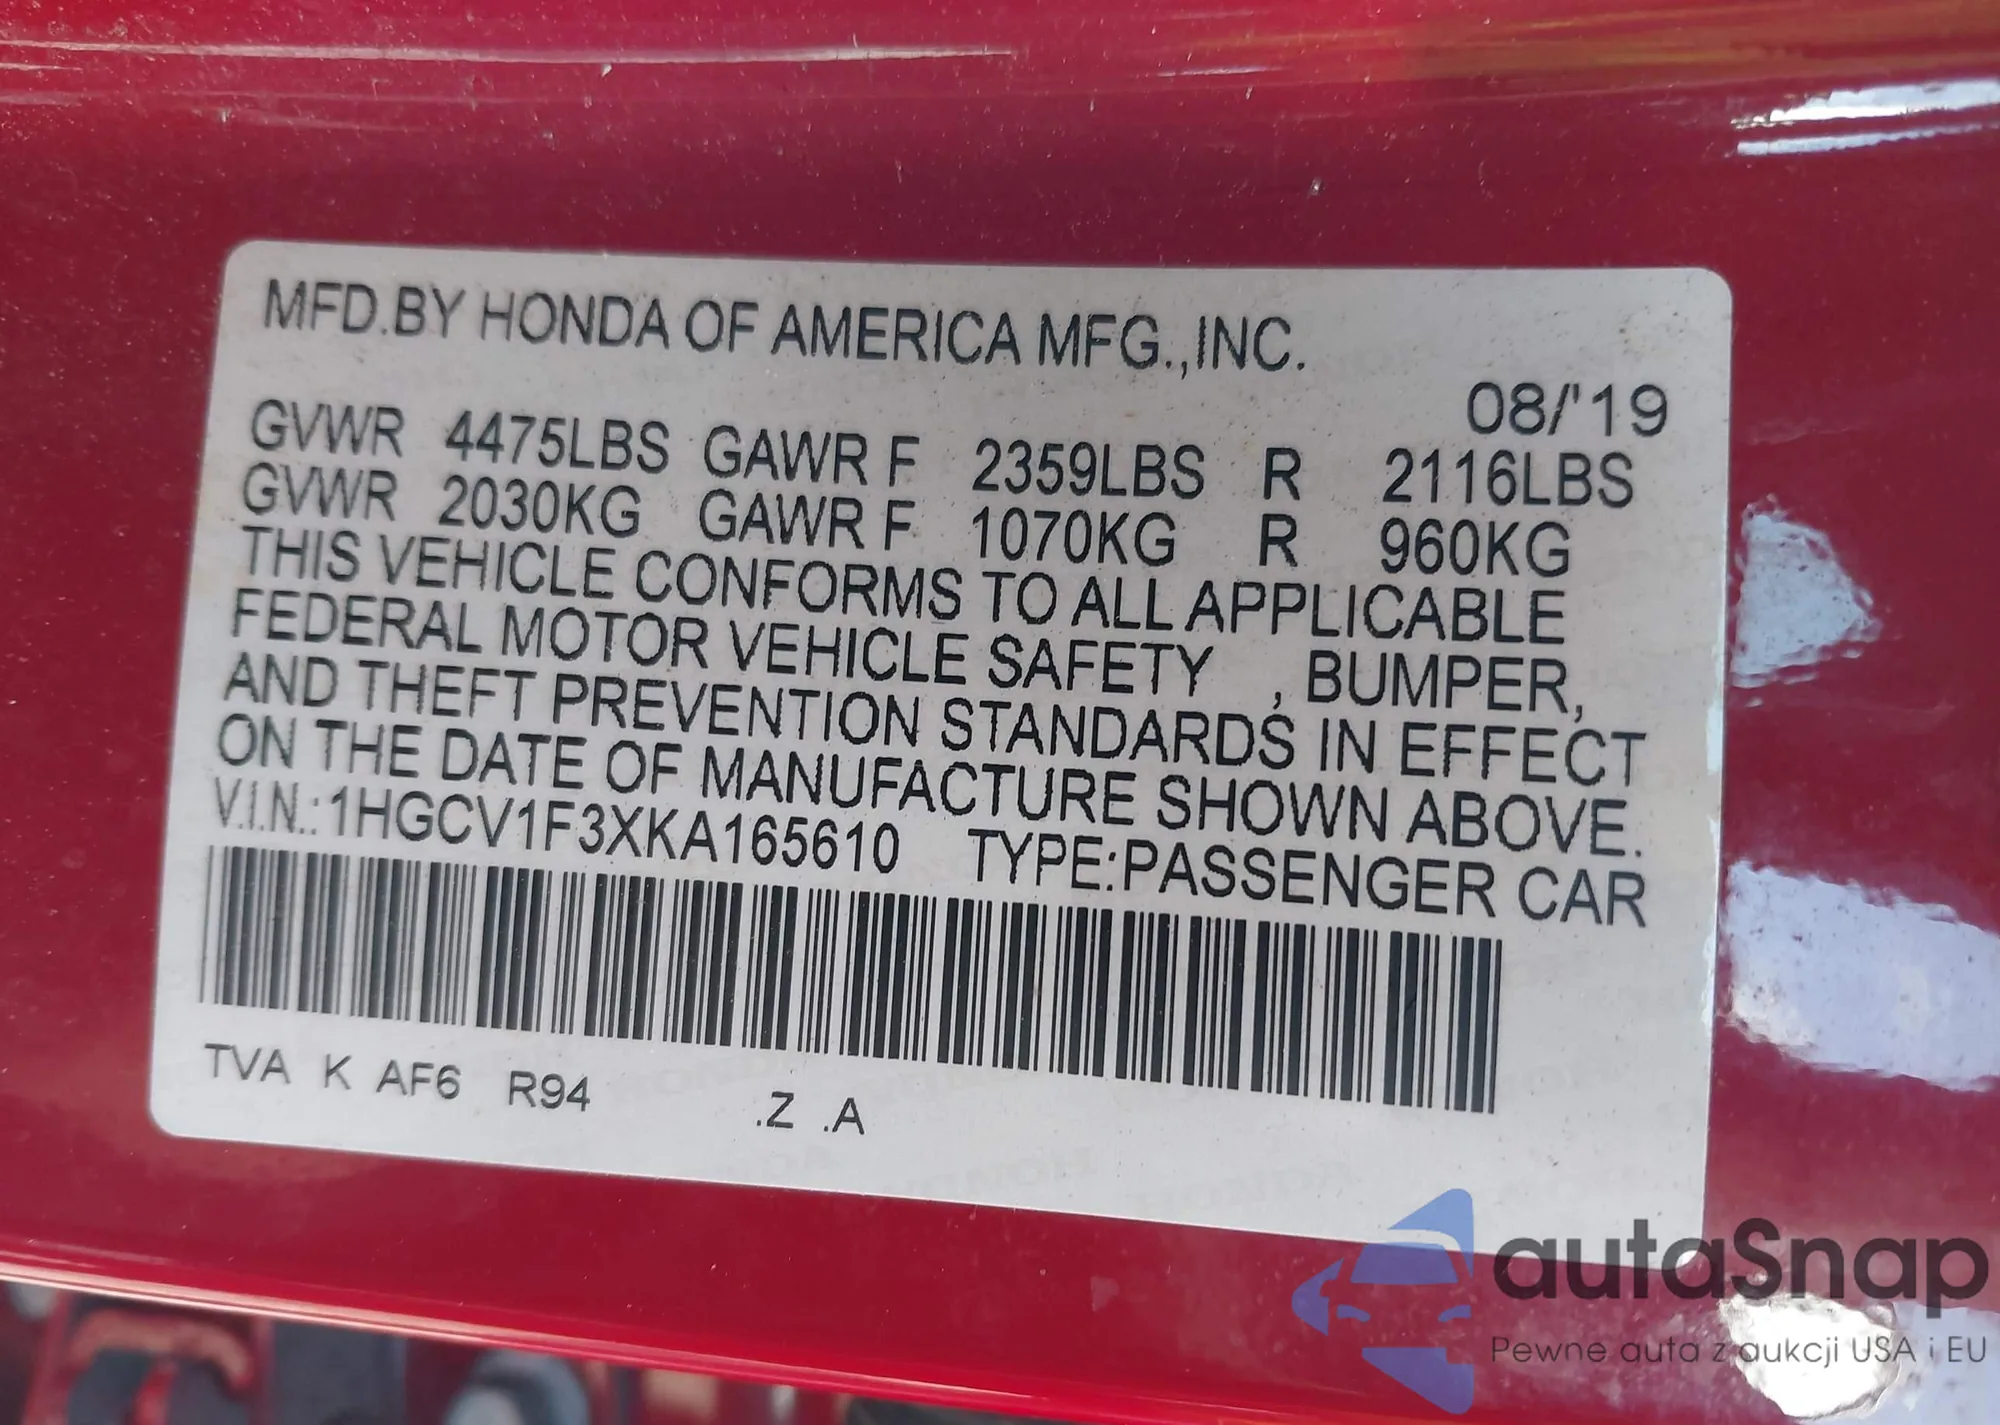 MFD.BY HONDA OF AMERICA MFG.,INC.
08/'19
GVWR 4475LBS GAWR F 2359LBS R 2116LBS
GVWR 2030KG GAWR F 1070KG R 960KG
THIS VEHICLE CONFORMS TO ALL APPLICABLE
FEDERAL MOTOR VEHICLE SAFETY , BUMPER,
AND THEFT PREVENTION STANDARDS IN EFFECT
ON THE DATE OF MANUFACTURE SHOWN ABOVE.
V.I.N.:1HGCV1F3XKA165610 TYPE:PASSENGER CAR
TVA K AF6 R94 .Z .A
autaSnap
Pewne auta z aukcji USA i EU